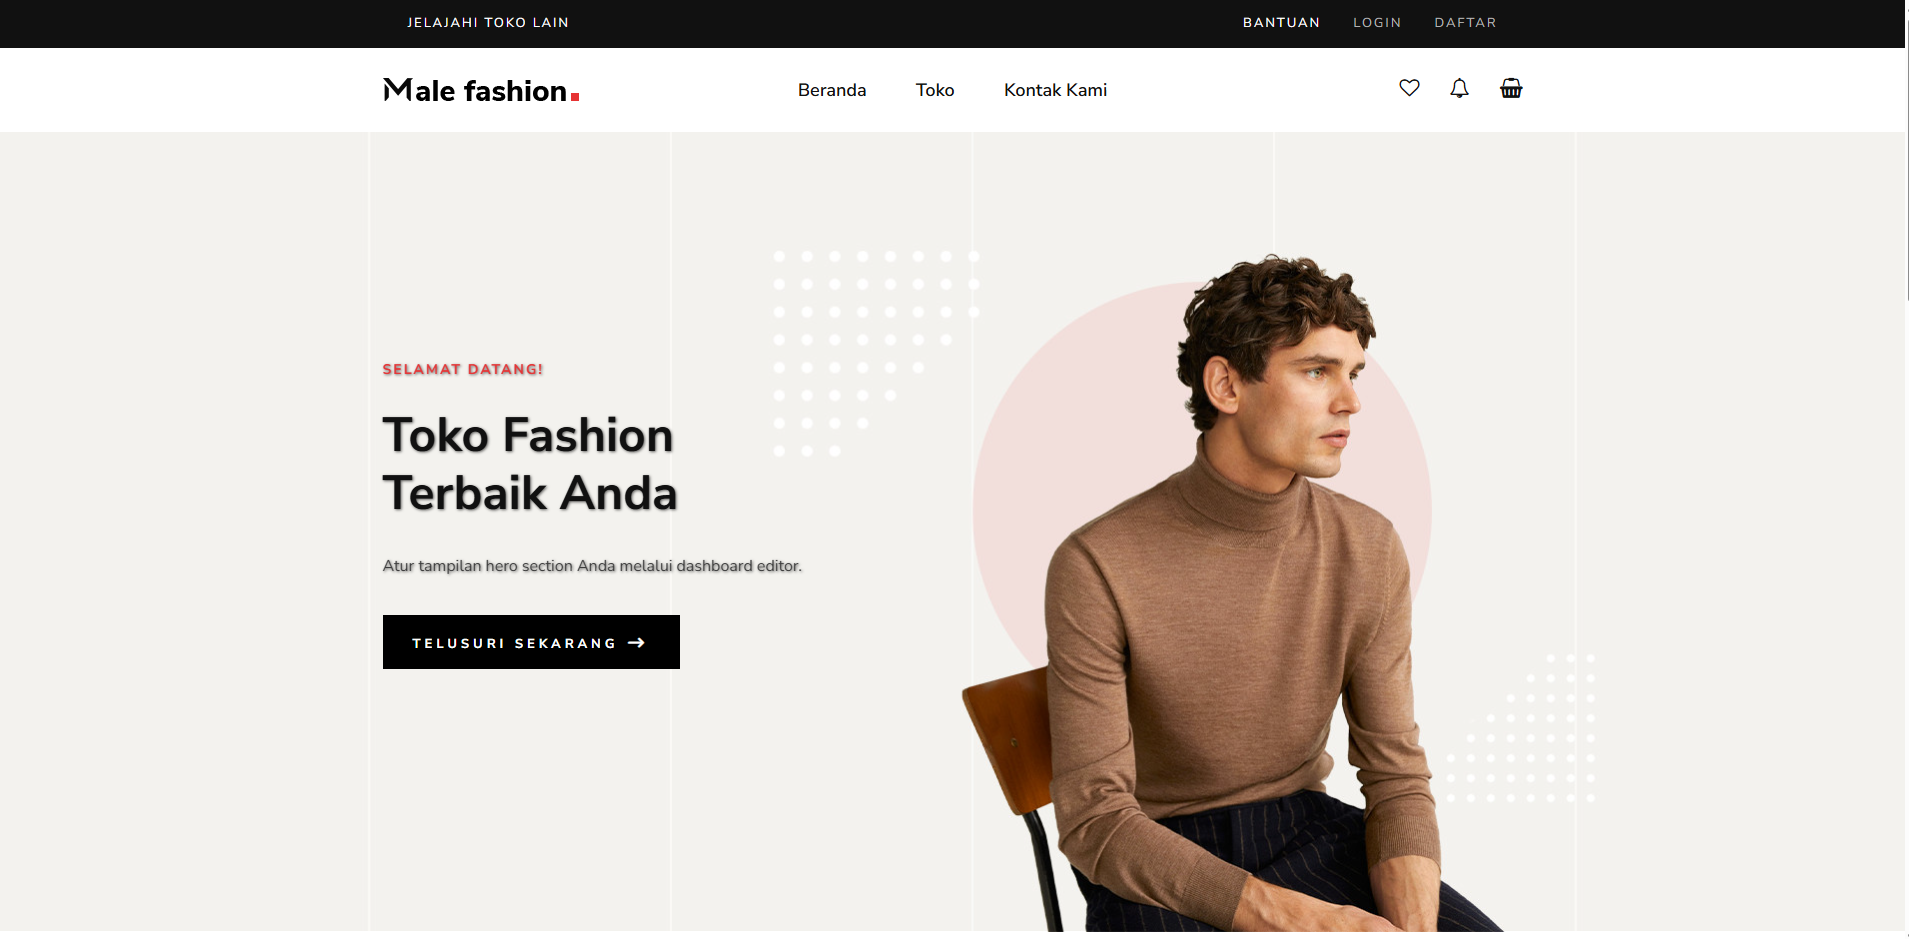 JELAJAHI TOKO LAIN
BANTUAN LOGIN DAFTAR
Male fashion.
Beranda Toko Kontak Kami
SELAMAT DATANG!
Toko Fashion
Terbaik Anda
Atur tampilan hero section Anda melalui dashboard editor.
TELUSURI SEKARANG →